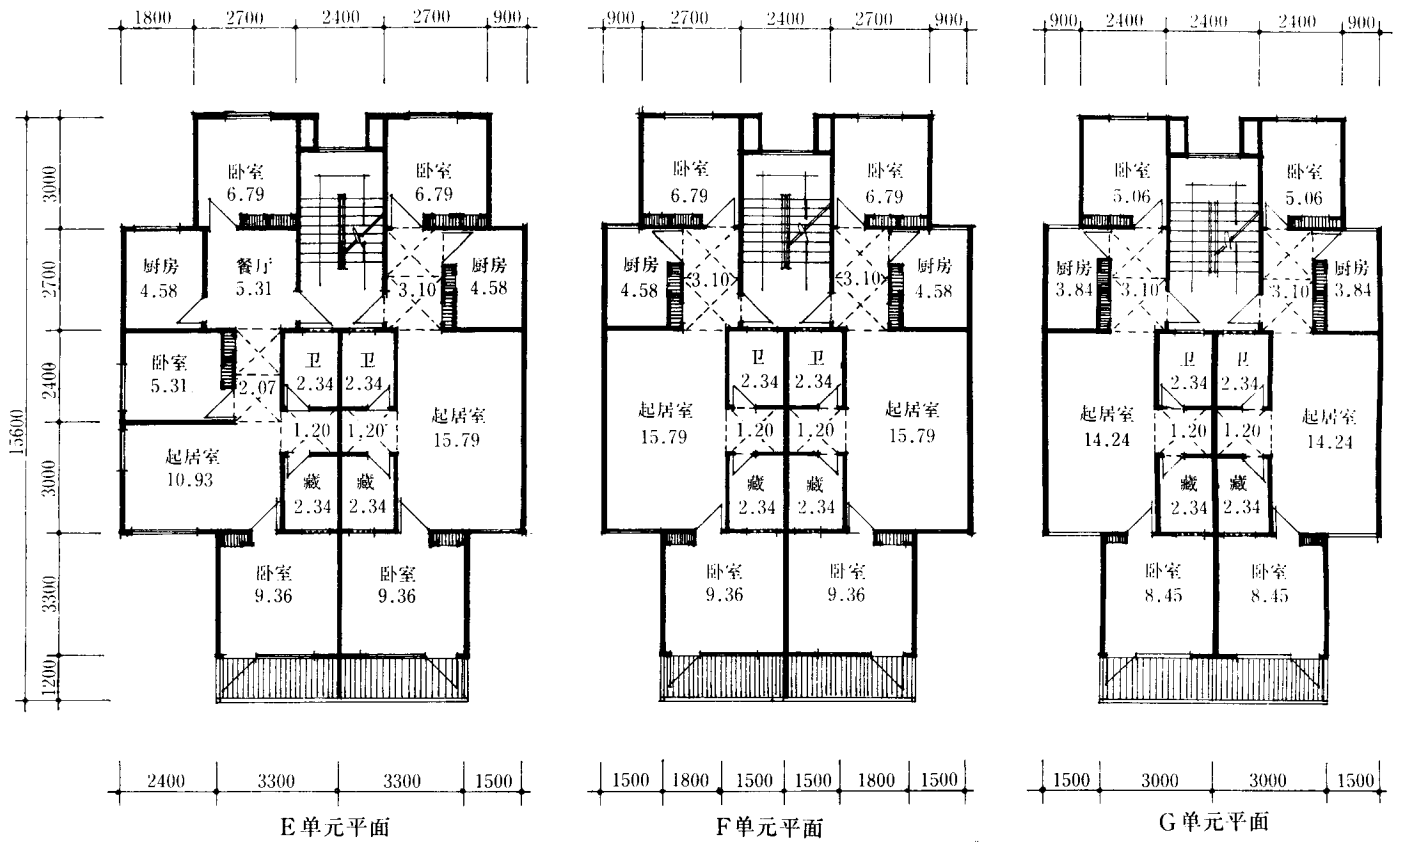 1800 2700 2400 2700 900
900 2700 2400 2700 900
900 2400 2400 2400 900
15600
3000
2700
2400
3000
3300
1200
卧室
6.79
卧室
6.79
厨房
4.58
餐厅
5.31
3.10
厨房
4.58
卧室
5.31
2.07
卫
2.34
卫
2.34
起居室
15.79
1.20
1.20
起居室
10.93
藏
2.34
藏
2.34
卧室
9.36
卧室
9.36
2400 3300 3300 1500
E单元平面
卧室
6.79
卧室
6.79
厨房
4.58
3.10
3.10
厨房
4.58
卫
2.34
卫
2.34
起居室
15.79
1.20
1.20
起居室
15.79
藏
2.34
藏
2.34
卧室
9.36
卧室
9.36
1500 1800 1500 1500 1800 1500
F单元平面
卧室
5.06
卧室
5.06
厨房
3.84
3.10
3.10
厨房
3.84
卫
2.34
卫
2.34
起居室
14.24
1.20
1.20
起居室
14.24
藏
2.34
藏
2.34
卧室
8.45
卧室
8.45
1500 3000 3000 1500
G单元平面